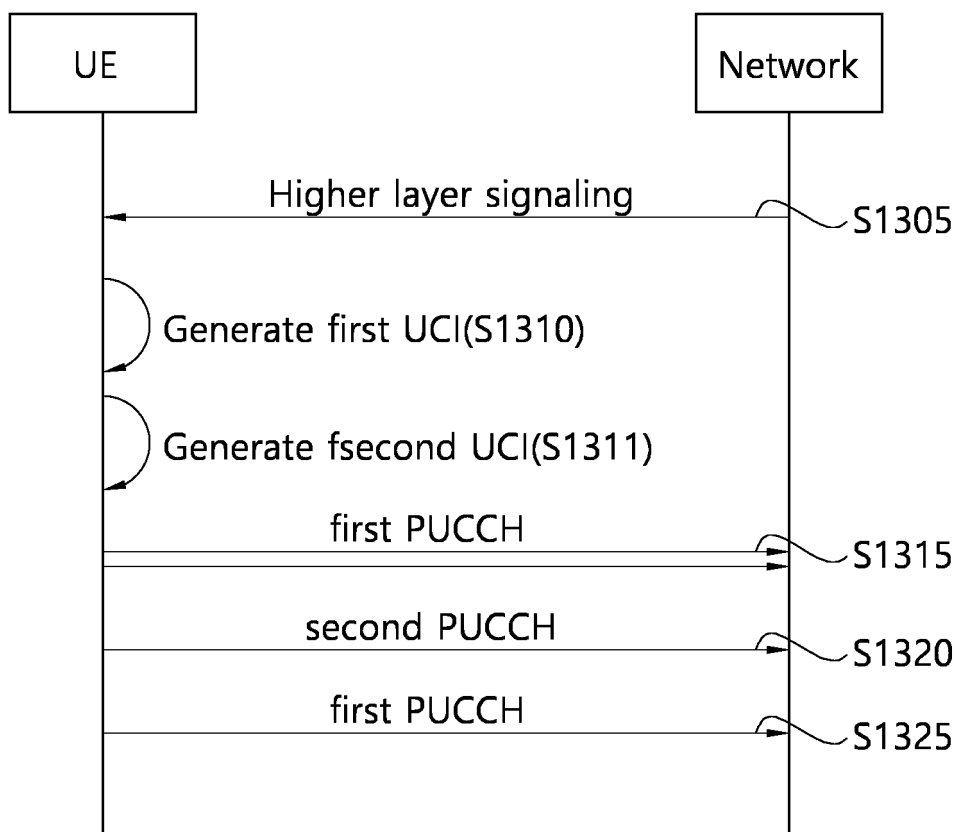 UE
Network
Higher layer signaling
S1305
Generate first UCI(S1310)
Generate fsecond UCI(S1311)
first PUCCH
S1315
second PUCCH
S1320
first PUCCH
S1325